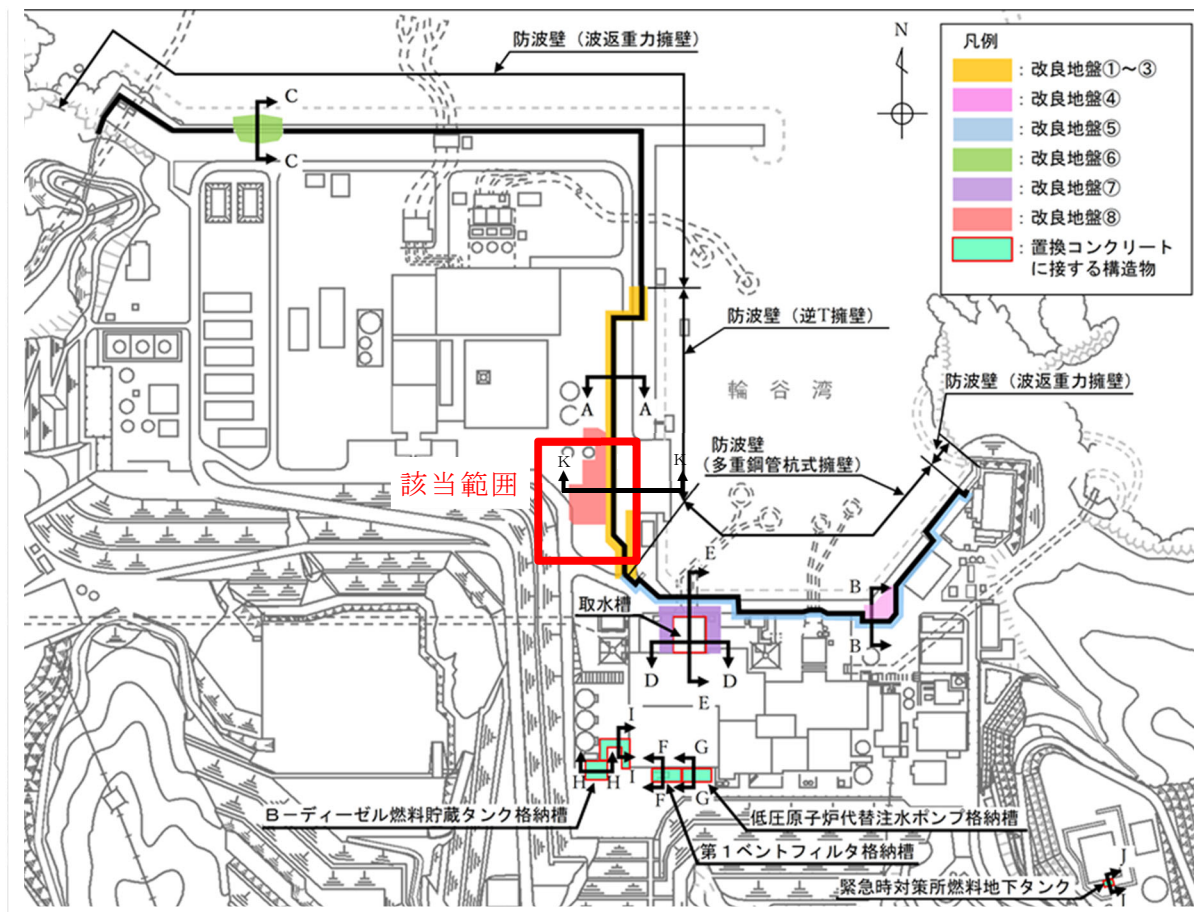 防波壁(波返重力擁壁)
N
凡例
:改良地盤①~③
:改良地盤④
:改良地盤⑤
:改良地盤⑥
:改良地盤⑦
:改良地盤⑧
:置換コンクリート
に接する構造物
C
C
防波壁(逆T擁壁)
輪谷湾
防波壁(波返重力擁壁)
A
A
防波壁
(多重鋼管杭式擁壁)
K
K
該当範囲
E
B
B
取水槽
D
D
E
I
I
F
G
H
H
F
G
B-ディーゼル燃料貯蔵タンク格納槽
低圧原子炉代替注水ポンプ格納槽
第1ベントフィルタ格納槽
J
緊急時対策所燃料地下タンク